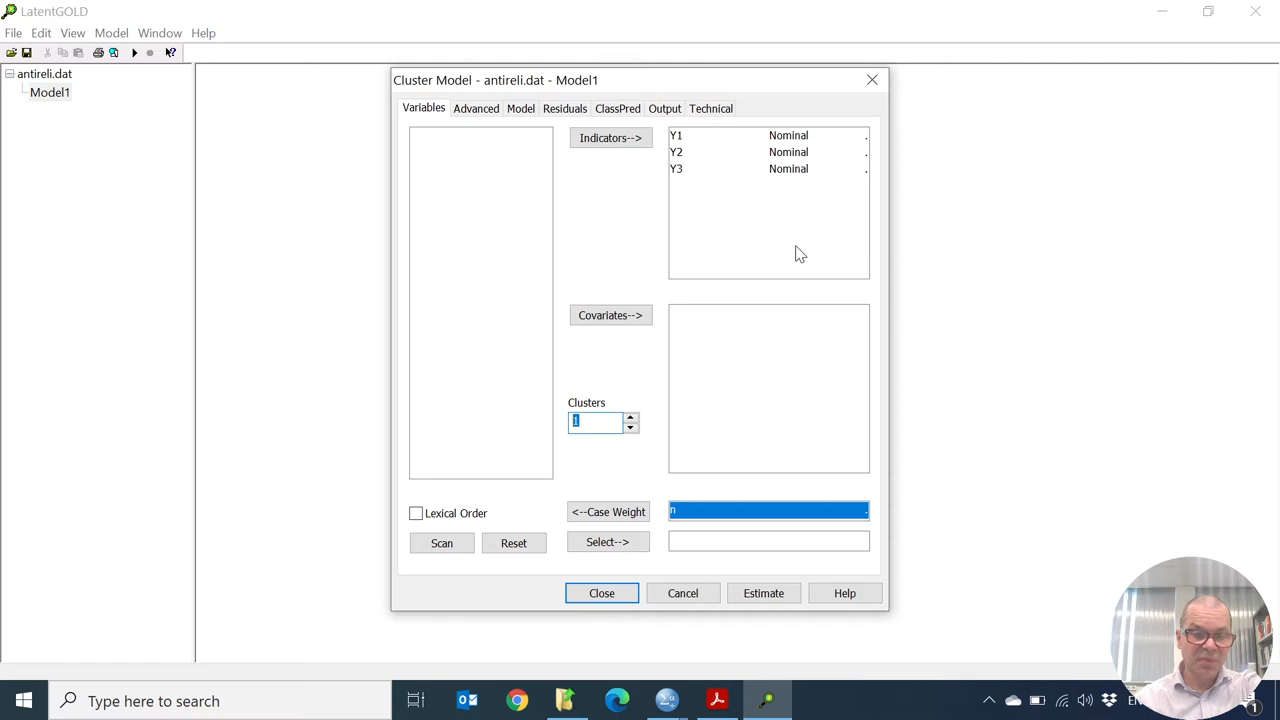 LatentGOLD
File Edit View Model Window Help
antireli.dat
Model1
Cluster Model - antireli.dat - Model1
Variables Advanced Model Residuals ClassPred Output Technical
Indicators-->
Y1 Nominal .
Y2 Nominal .
Y3 Nominal .
Covariates-->
Clusters
1
Lexical Order
<--Case Weight
n .
Scan Reset Select-->
Close Cancel Estimate Help
Type here to search
1